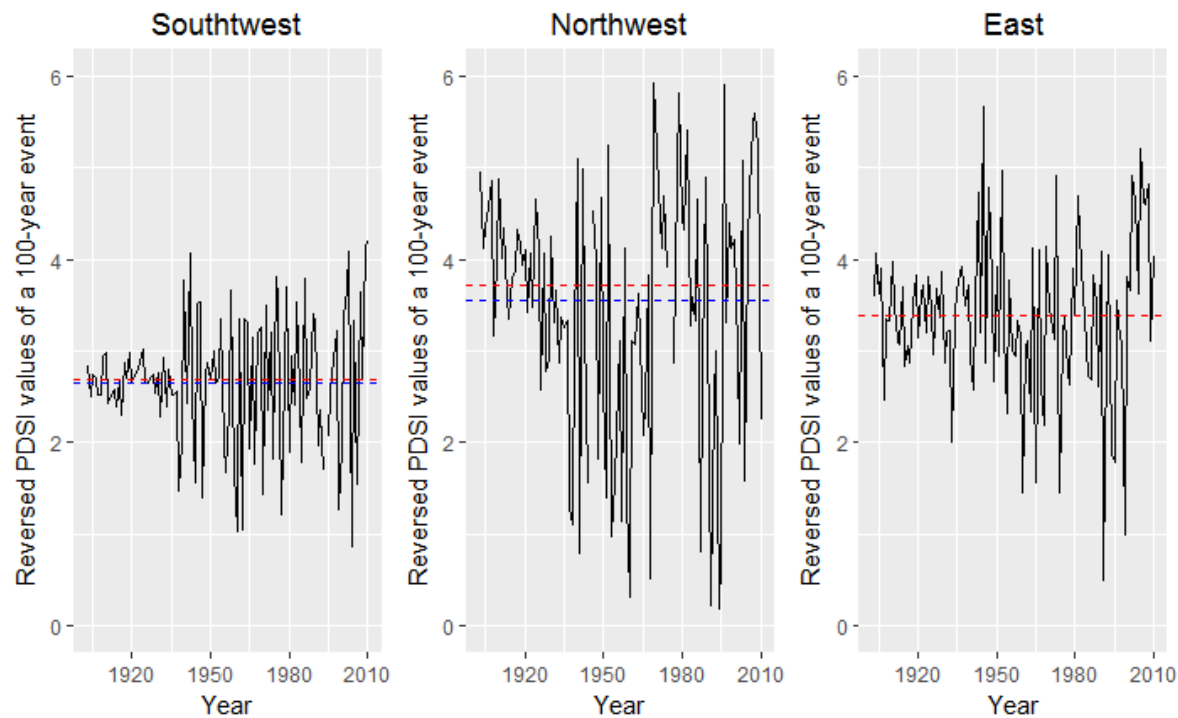 Southtwest
Northwest
East
Reversed PDSI values of a 100-year event
6
4
2
0
1920 1950 1980 2010
Year
Reversed PDSI values of a 100-year event
6
4
2
0
1920 1950 1980 2010
Year
Reversed PDSI values of a 100-year event
6
4
2
0
1920 1950 1980 2010
Year